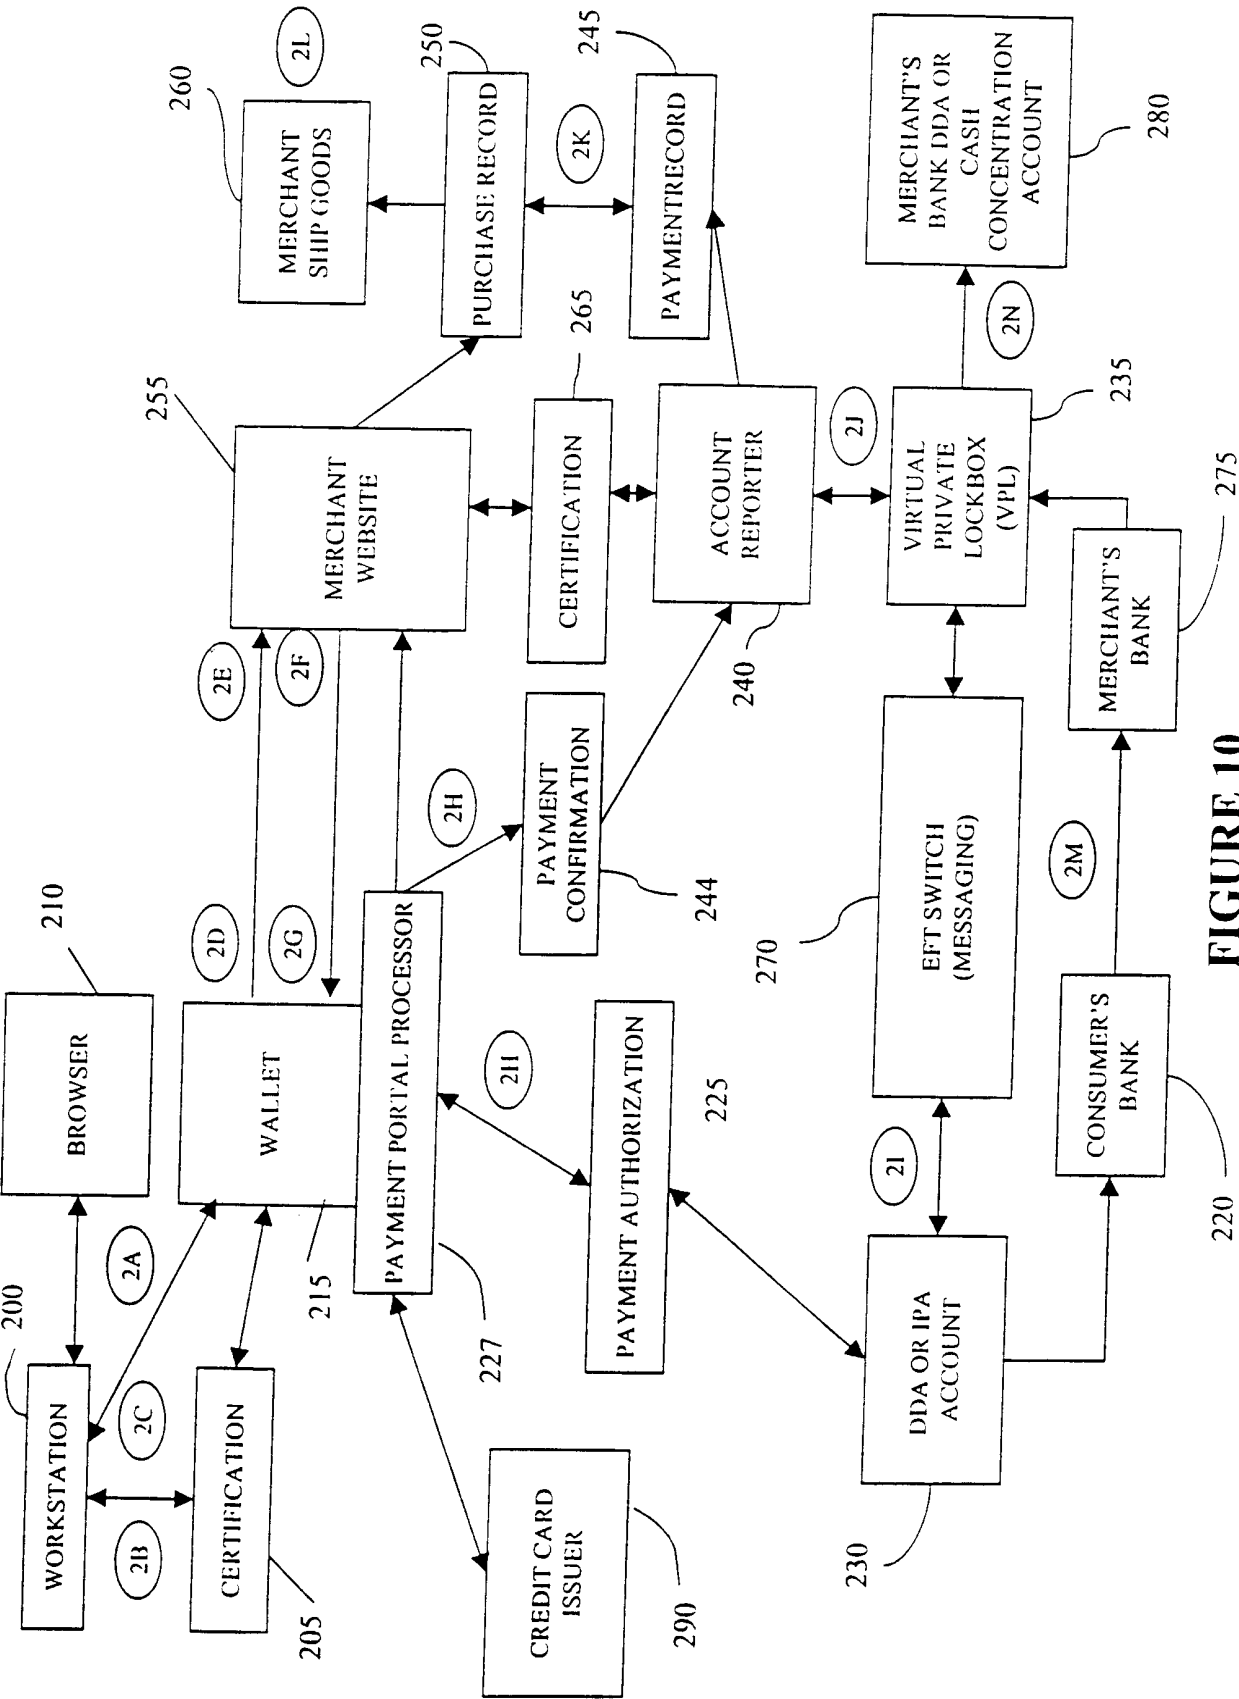 200
210
WORKSTATION
BROWSER
2B
2C
2A
CERTIFICATION
205
WALLET
215
2D
2G
2E
2F
255
MERCHANT
WEBSITE
260
MERCHANT
SHIP GOODS
2L
250
PURCHASE RECORD
2K
245
PAYMENTRECORD
PAYMENT PORTAL PROCESSOR
227
2H
2H
PAYMENT
CONFIRMATION
244
CERTIFICATION
265
CREDIT CARD
ISSUER
290
PAYMENT AUTHORIZATION
225
ACCOUNT
REPORTER
240
2J
DDA OR IPA
ACCOUNT
230
2I
EFT SWITCH
(MESSAGING)
270
VIRTUAL
PRIVATE
LOCKBOX
(VPL)
235
2N
MERCHANT'S
BANK DDA OR
CASH
CONCENTRATION
ACCOUNT
280
CONSUMER'S
BANK
220
2M
MERCHANT'S
BANK
275
FIGURE 10